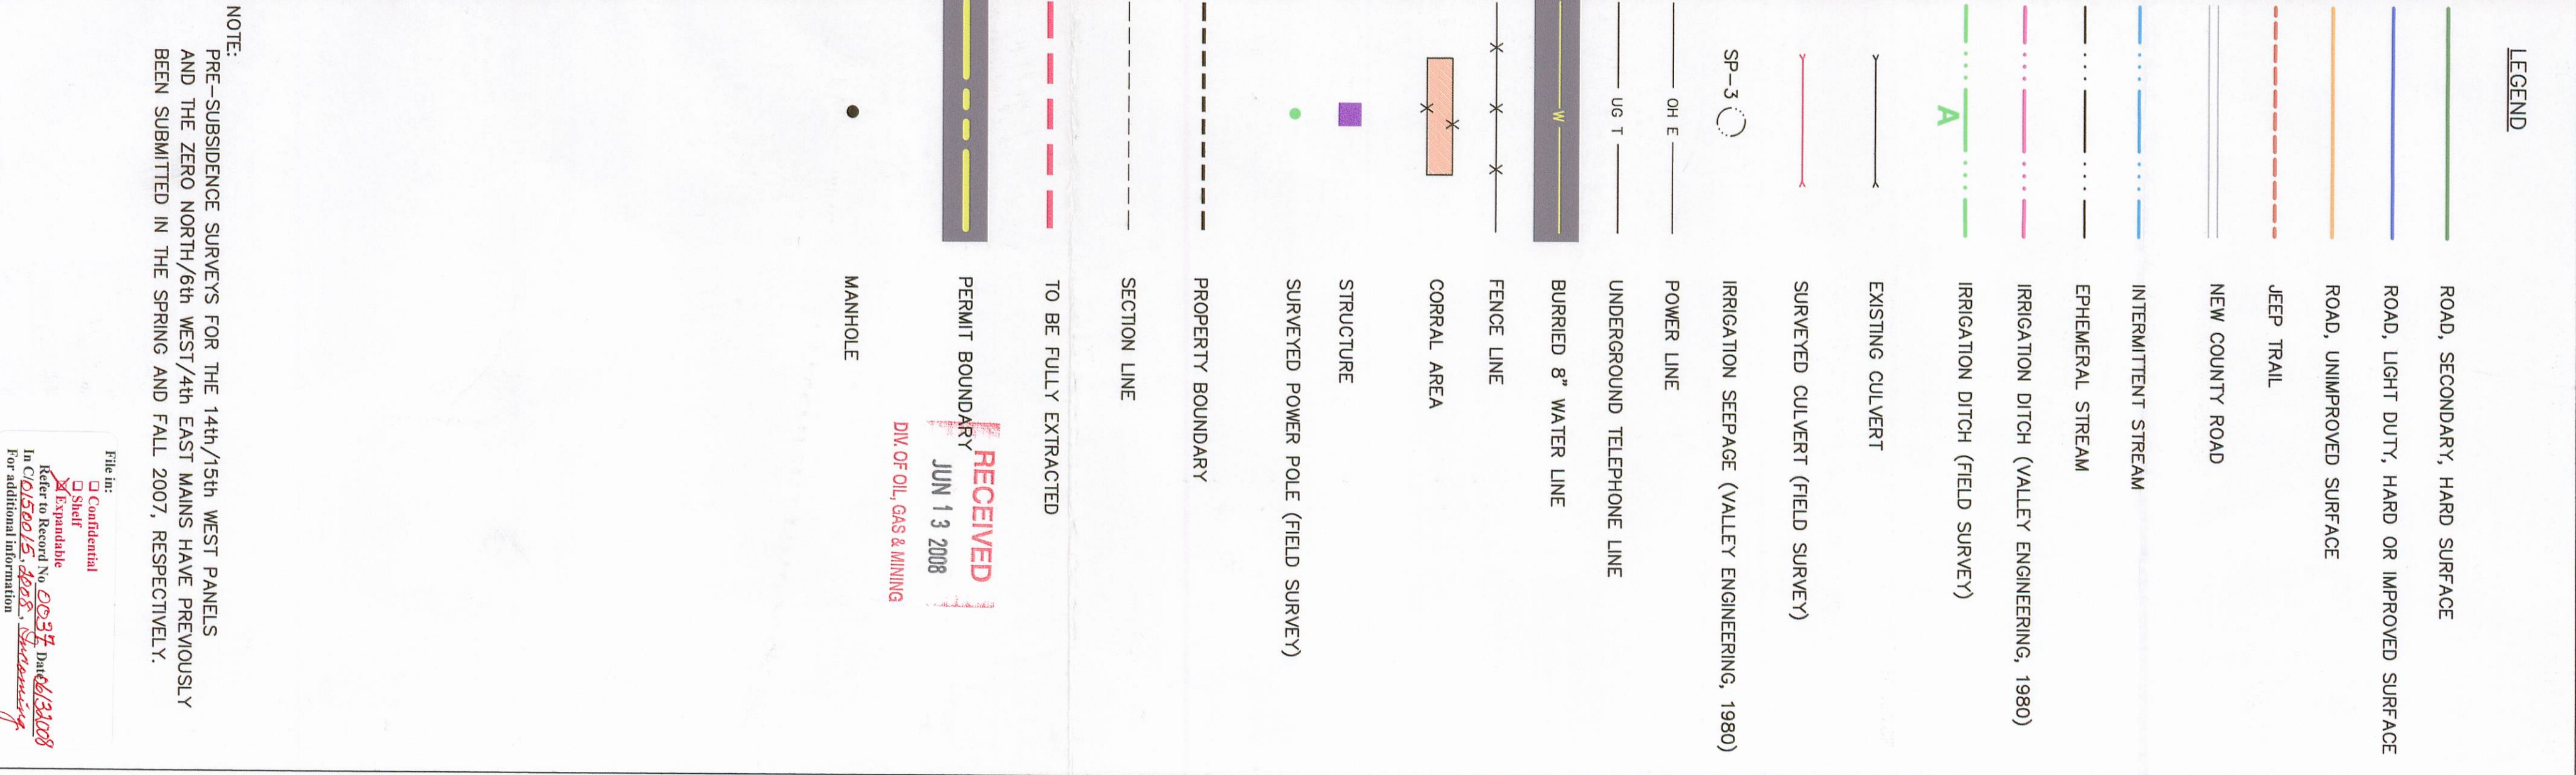 LEGEND
ROAD, SECONDARY, HARD SURFACE
ROAD, LIGHT DUTY, HARD OR IMPROVED SURFACE
ROAD, UNIMPROVED SURFACE
JEEP TRAIL
NEW COUNTY ROAD
INTERMITTENT STREAM
EPHEMERAL STREAM
IRRIGATION DITCH (VALLEY ENGINEERING, 1980)
A IRRIGATION DITCH (FIELD SURVEY)
EXISTING CULVERT
SURVEYED CULVERT (FIELD SURVEY)
SP-3 IRRIGATION SEEPAGE (VALLEY ENGINEERING, 1980)
OH E POWER LINE
UG T UNDERGROUND TELEPHONE LINE
W BURRIED 8" WATER LINE
FENCE LINE
CORRAL AREA
STRUCTURE
SURVEYED POWER POLE (FIELD SURVEY)
PROPERTY BOUNDARY
SECTION LINE
TO BE FULLY EXTRACTED
PERMIT BOUNDARY
RECEIVED
JUN 13 2008
DIV. OF OIL, GAS & MINING
MANHOLE
NOTE:
PRE-SUBSIDENCE SURVEYS FOR THE 14th/15th WEST PANELS
AND THE ZERO NORTH/6th WEST/4th EAST MAINS HAVE PREVIOUSLY
BEEN SUBMITTED IN THE SPRING AND FALL 2007, RESPECTIVELY.
File in:
Confidential
Shelf
Expandable
Refer to Record No 0037 Date 06132008
In C/0150015, 2008, Incoming
For additional information